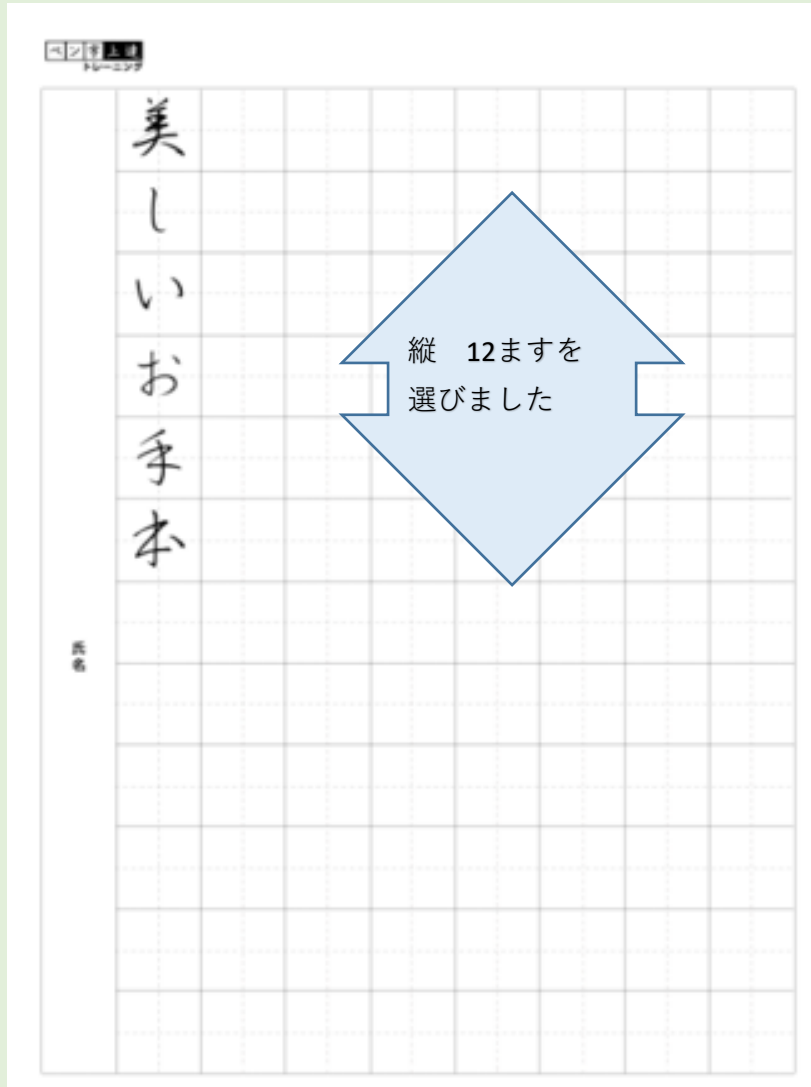 ペン字上達
トレーニング
美しいお手本
縦　12ますを
選びました
氏名